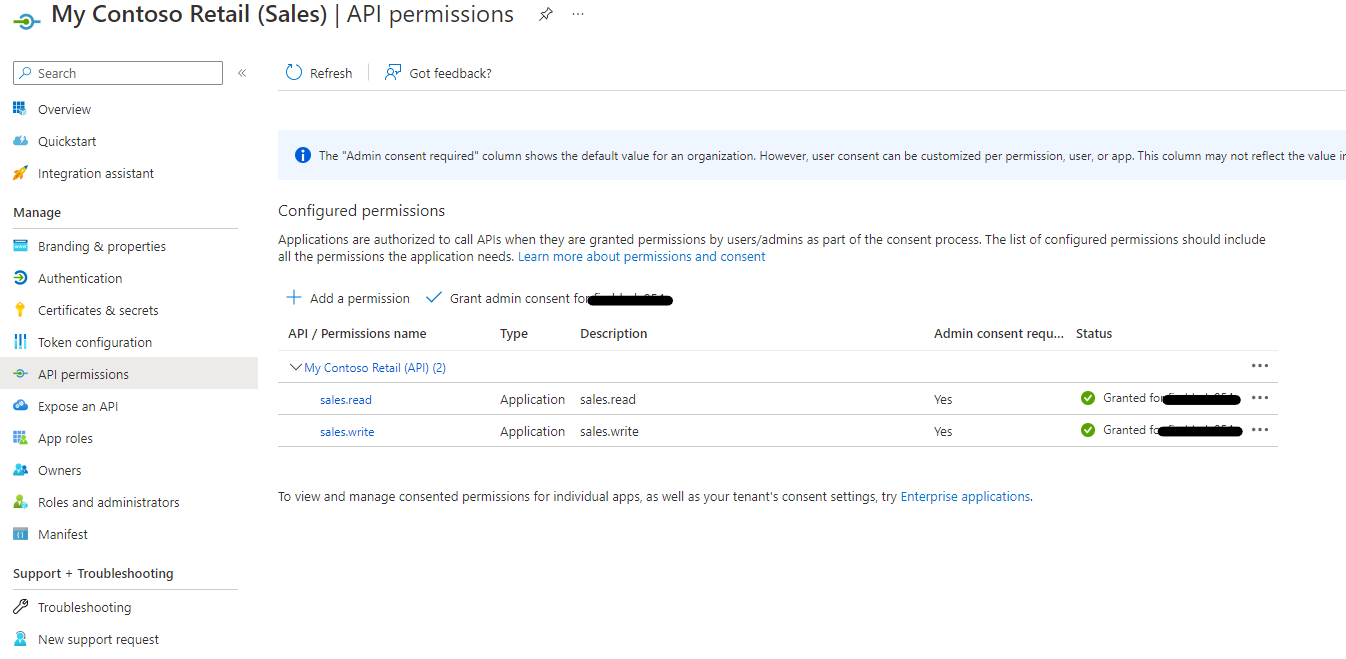 My Contoso Retail (Sales) | API permissions
Search
Refresh
Got feedback?
Overview
Quickstart
Integration assistant
Manage
Branding & properties
Authentication
Certificates & secrets
Token configuration
API permissions
Expose an API
App roles
Owners
Roles and administrators
Manifest
Support + Troubleshooting
Troubleshooting
New support request
The "Admin consent required" column shows the default value for an organization. However, user consent can be customized per permission, user, or app. This column may not reflect the value
Configured permissions
Applications are authorized to call APIs when they are granted permissions by users/admins as part of the consent process. The list of configured permissions should include
all the permissions the application needs. Learn more about permissions and consent
Add a permission
Grant admin consent for
API / Permissions name Type Description Admin consent requ... Status
My Contoso Retail (API) (2)
sales.read Application sales.read Yes Granted for
sales.write Application sales.write Yes Granted for
To view and manage consented permissions for individual apps, as well as your tenant's consent settings, try Enterprise applications.